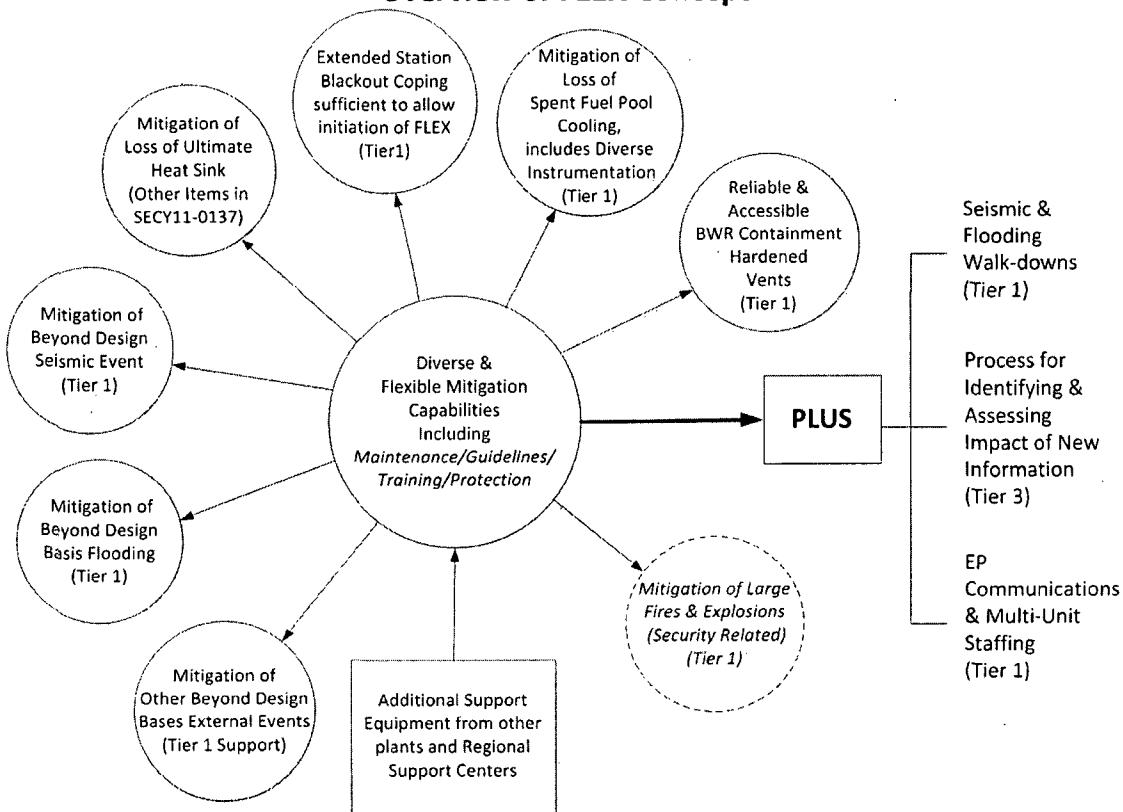 Overview of FLEX Concept
Extended Station
Blackout Coping
sufficient to allow
initiation of FLEX
(Tier1)
Mitigation of
Loss of
Spent Fuel Pool
Cooling,
includes Diverse
Instrumentation
(Tier 1)
Mitigation of
Loss of Ultimate
Heat Sink
(Other Items in
SECY11-0137)
Reliable &
Accessible
BWR Containment
Hardened
Vents
(Tier 1)
Mitigation of
Beyond Design
Seismic Event
(Tier 1)
Diverse &
Flexible Mitigation
Capabilities
Including
Maintenance/Guidelines/
Training/Protection
PLUS
Seismic &
Flooding
Walk-downs
(Tier 1)
Process for
Identifying &
Assessing
Impact of New
Information
(Tier 3)
EP
Communications
& Multi-Unit
Staffing
(Tier 1)
Mitigation of
Beyond Design
Basis Flooding
(Tier 1)
Mitigation of
Other Beyond Design
Bases External Events
(Tier 1 Support)
Additional Support
Equipment from other
plants and Regional
Support Centers
Mitigation of Large
Fires & Explosions
(Security Related)
(Tier 1)